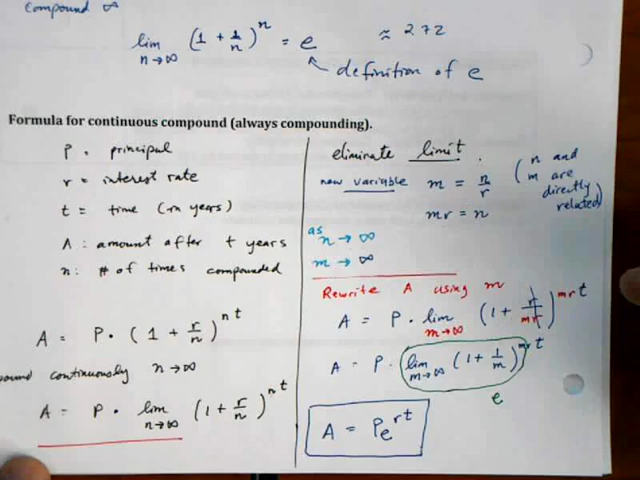 Compound ∞
lim n→∞ (1 + 1/n)^n = e ≈ 2.72
definition of e
Formula for continuous compound (always compounding).
P = principal
r = interest rate
t = time (in years)
A : amount after t years
n : # of times compounded
A = P · (1 + r/n)^nt
continuously n → ∞
A = P · lim n→∞ (1 + r/n)^nt
eliminate limit.
new variable m = n/r
(n and m are directly related)
mr = n
as n → ∞
m → ∞
Rewrite A using m
A = P · lim m→∞ (1 + r/mr)^mrt
A = P · lim m→∞ (1 + 1/m)^mrt
e
A = Pe^rt